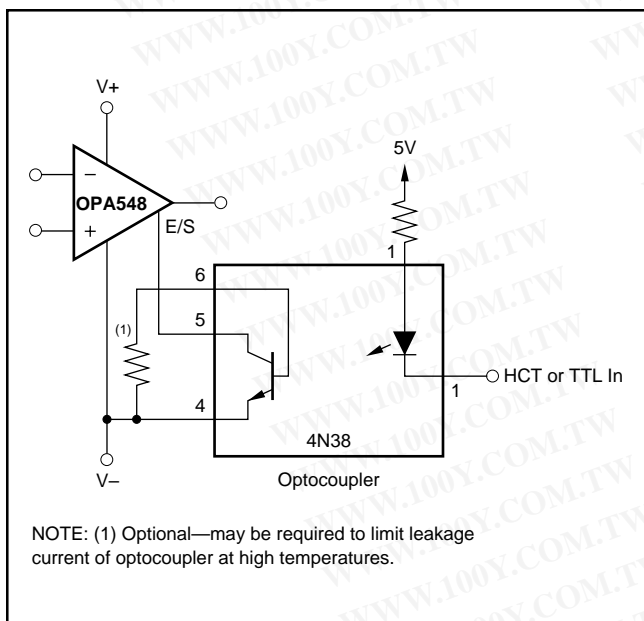 V+
−
OPA548
+
E/S
5V
1
6
(1)
5
HCT or TTL In
1
4
4N38
V–
Optocoupler
NOTE: (1) Optional—may be required to limit leakage
current of optocoupler at high temperatures.
WWW.100Y.COM.TW